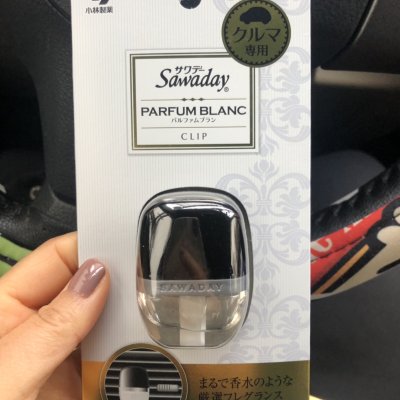 小林製薬
クルマ
専用
サワデー
Sawaday®
PARFUM BLANC
パルファムブラン
CLIP
SAWADAY
まるで香水のような
厳選フレグランス